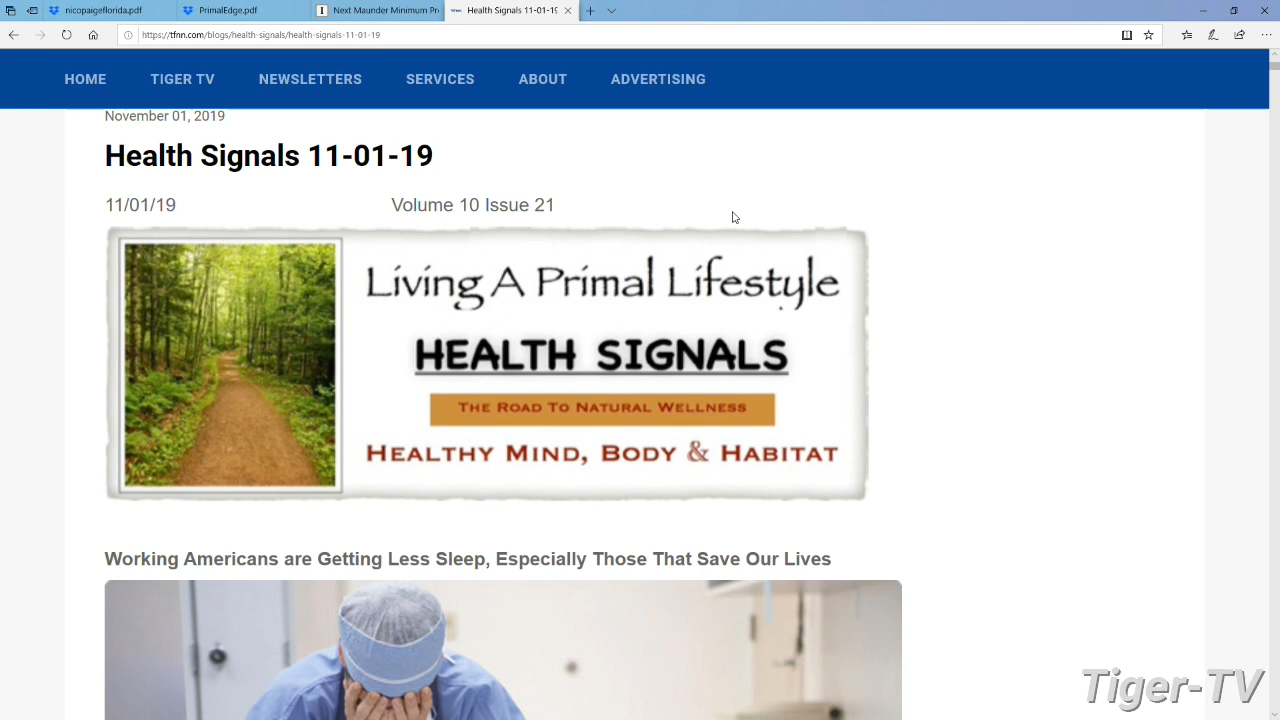 nicopaigeflorida.pdf
PrimalEdge.pdf
Next Maunder Minimum Pr
Health Signals 11-01-19
https://tfnn.com/blogs/health-signals/health-signals-11-01-19
HOME TIGER TV NEWSLETTERS SERVICES ABOUT ADVERTISING
November 01, 2019
Health Signals 11-01-19
11/01/19 Volume 10 Issue 21
Living A Primal Lifestyle
HEALTH SIGNALS
THE ROAD TO NATURAL WELLNESS
HEALTHY MIND, BODY & HABITAT
Working Americans are Getting Less Sleep, Especially Those That Save Our Lives
Tiger-TV